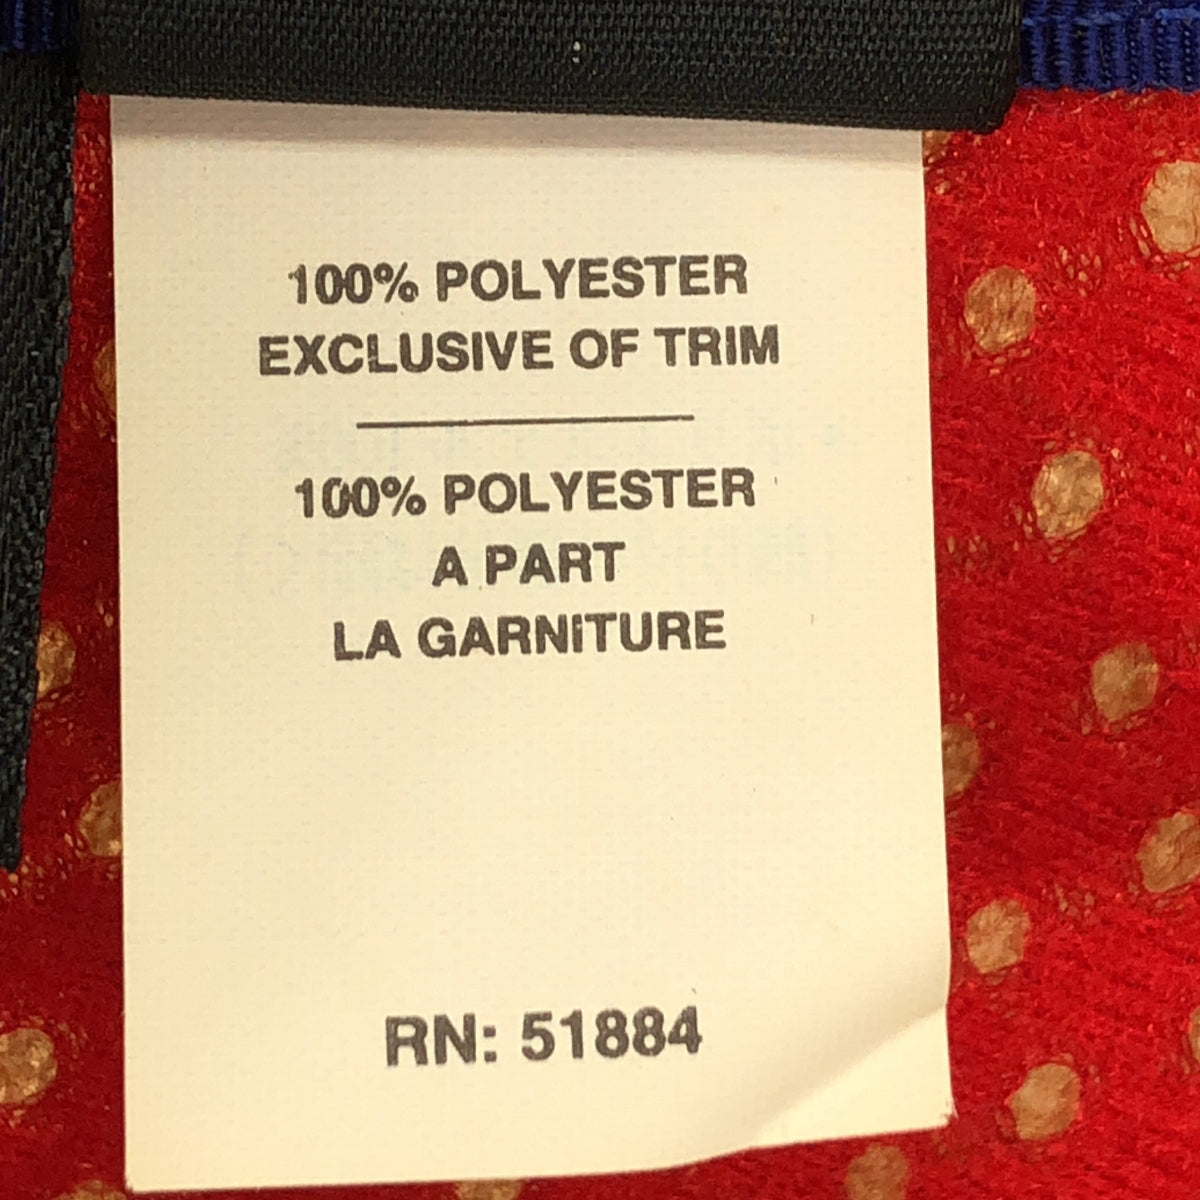 100% POLYESTER
EXCLUSIVE OF TRIM
100% POLYESTER
A PART
LA GARNITURE
RN: 51884